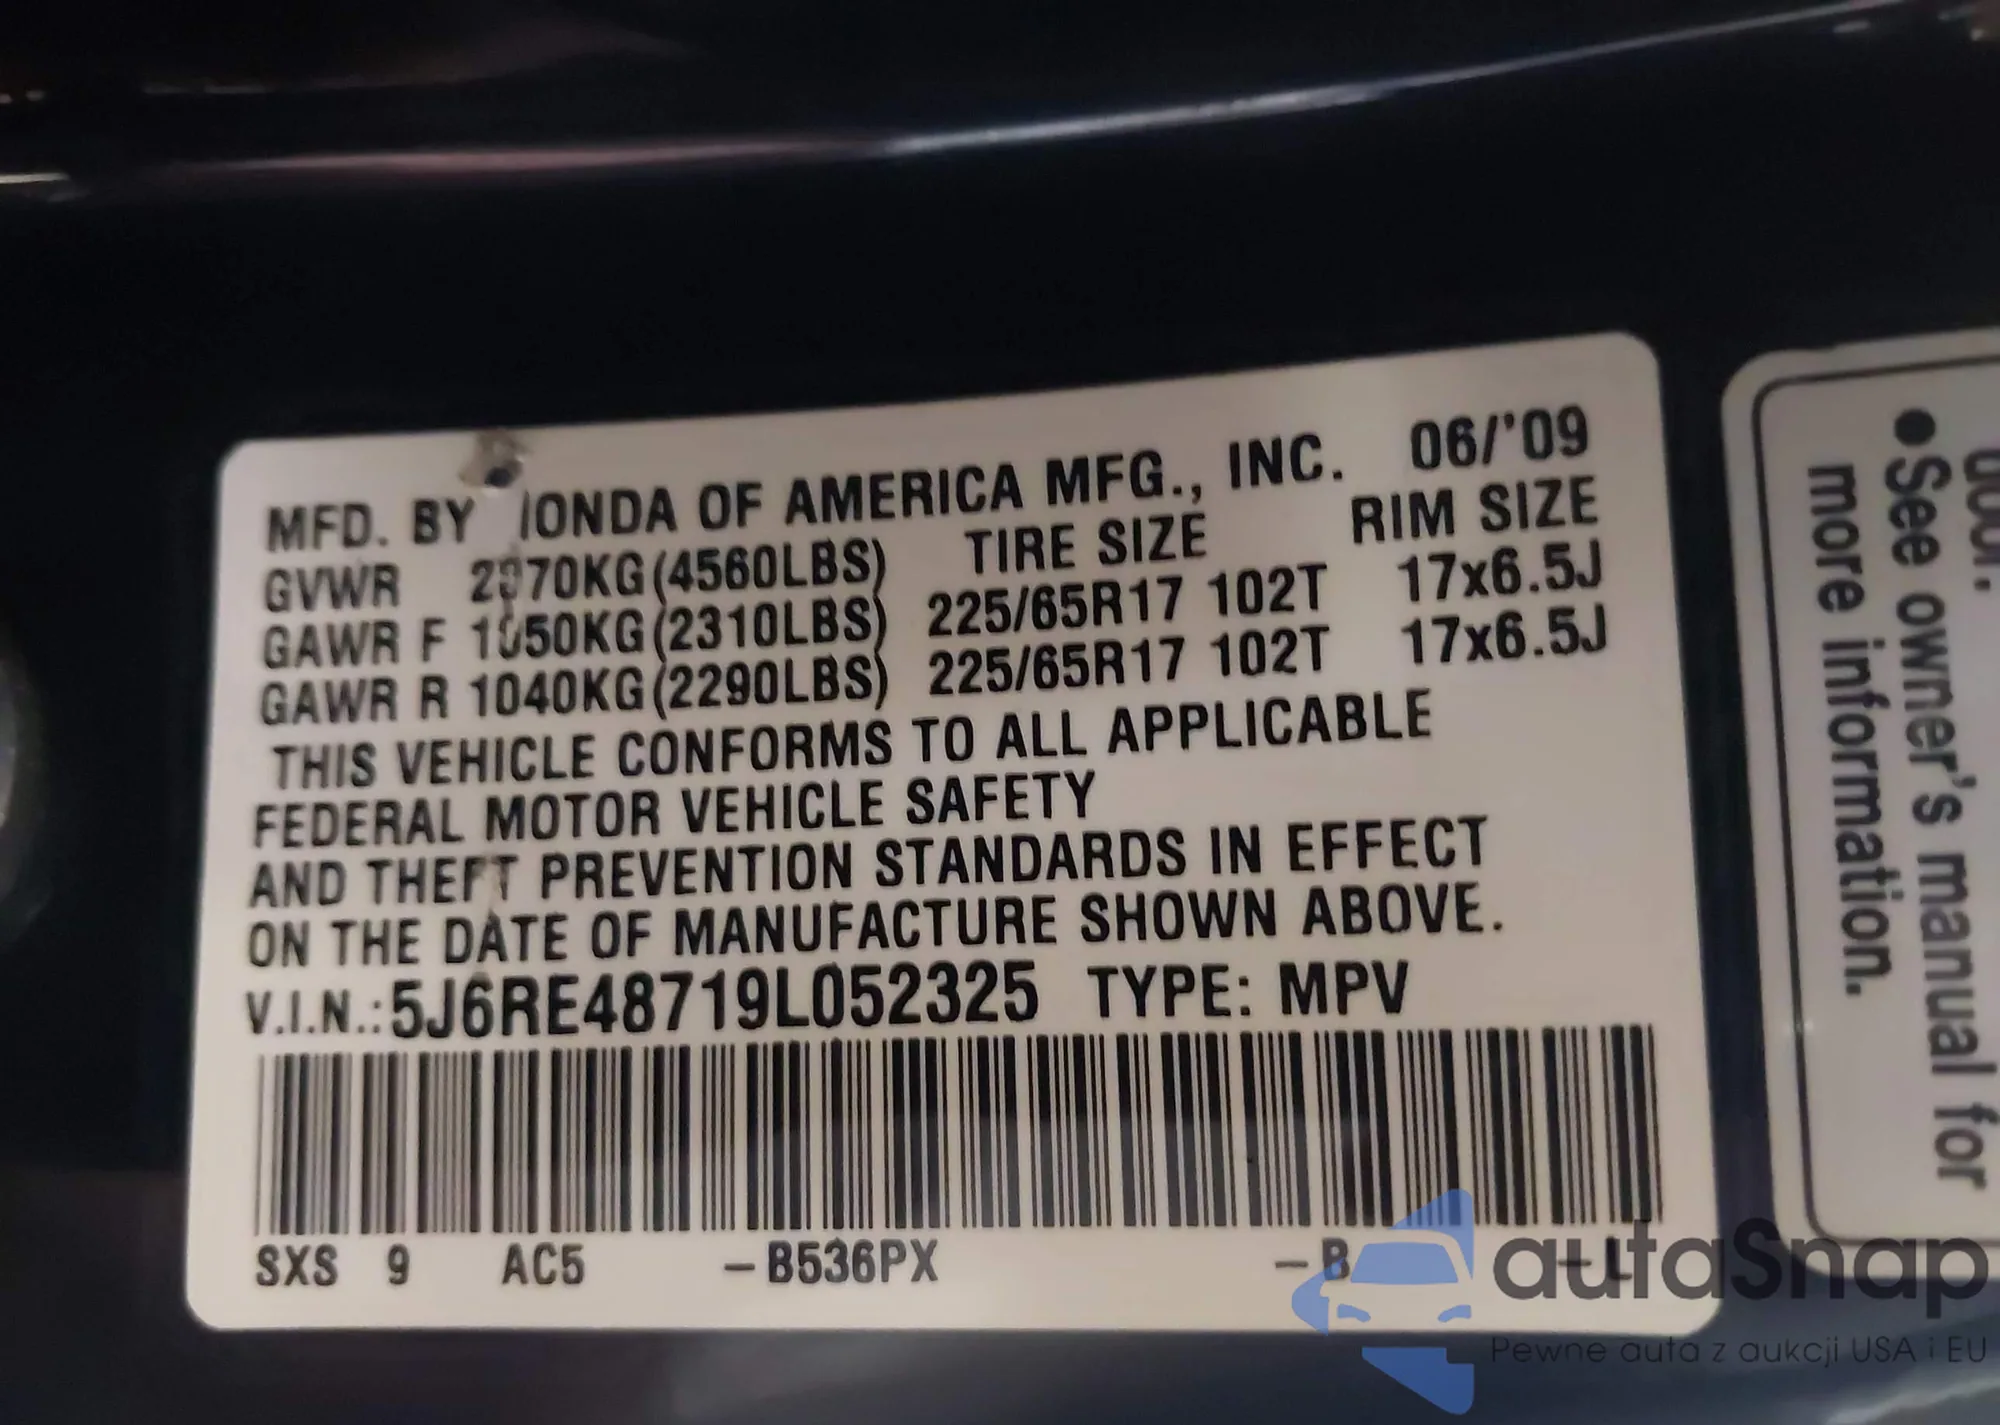 MFD. BY HONDA OF AMERICA MFG., INC. 06/'09
GVWR 2070KG(4560LBS) TIRE SIZE RIM SIZE
GAWR F 1050KG(2310LBS) 225/65R17 102T 17x6.5J
GAWR R 1040KG(2290LBS) 225/65R17 102T 17x6.5J
THIS VEHICLE CONFORMS TO ALL APPLICABLE
FEDERAL MOTOR VEHICLE SAFETY
AND THEFT PREVENTION STANDARDS IN EFFECT
ON THE DATE OF MANUFACTURE SHOWN ABOVE.
V.I.N.:5J6RE48719L052325 TYPE: MPV
SXS 9 AC5 -B536PX -B -L
door.
●See owner's manual for
more information.
autaSnap
Pewne auta z aukcji USA i EU